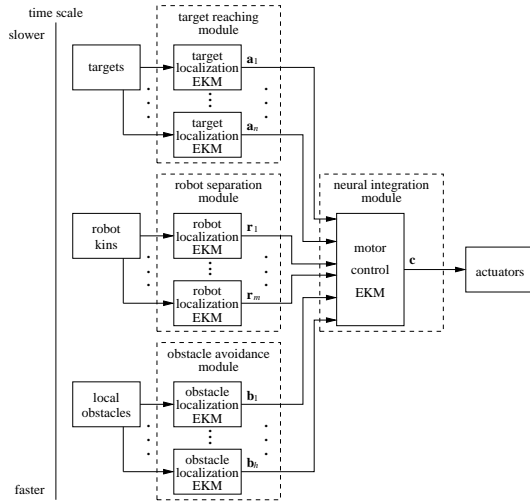 time scale
slower
target reaching
module
targets
target
localization
EKM
a1
target
localization
EKM
an
robot separation
module
robot
kins
robot
localization
EKM
r1
robot
localization
EKM
rm
neural integration
module
motor
control
EKM
c
actuators
obstacle avoidance
module
local
obstacles
obstacle
localization
EKM
b1
obstacle
localization
EKM
bh
faster